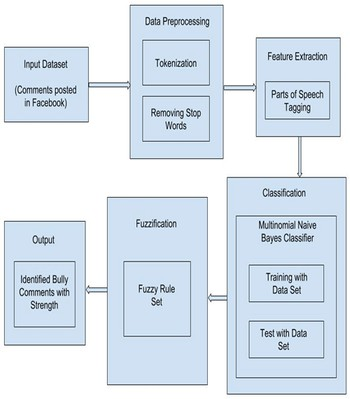 Input Dataset
(Comments posted
in Facebook)
Data Preprocessing
Tokenization
Removing Stop
Words
Feature Extraction
Parts of Speech
Tagging
Classification
Multinomial Naive
Bayes Classifier
Training with
Data Set
Test with Data
Set
Fuzzification
Fuzzy Rule
Set
Output
Identified Bully
Comments with
Strength